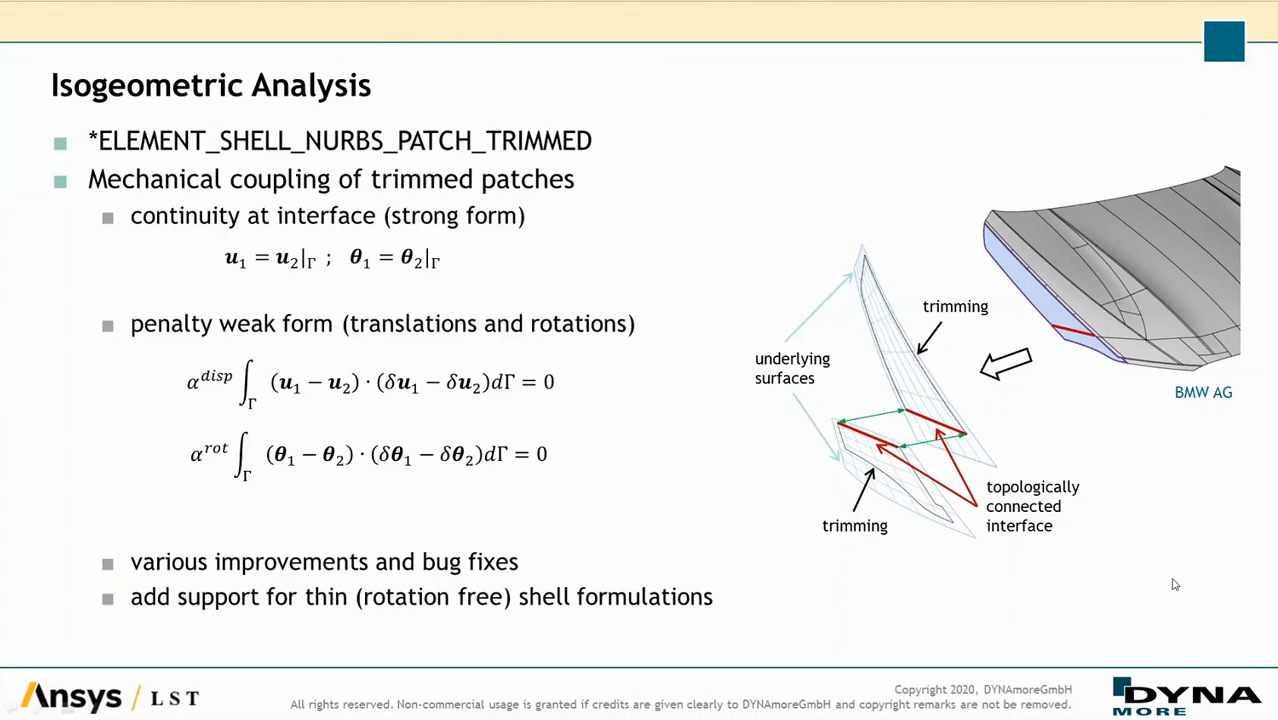 Isogeometric Analysis
*ELEMENT_SHELL_NURBS_PATCH_TRIMMED
Mechanical coupling of trimmed patches
continuity at interface (strong form)
𝒖₁ = 𝒖₂|Γ ; 𝜽₁ = 𝜽₂|Γ
penalty weak form (translations and rotations)
α^disp ∫_Γ (𝒖₁ − 𝒖₂) · (δ𝒖₁ − δ𝒖₂)dΓ = 0
α^rot ∫_Γ (𝜽₁ − 𝜽₂) · (δ𝜽₁ − δ𝜽₂)dΓ = 0
various improvements and bug fixes
add support for thin (rotation free) shell formulations
trimming
underlying
surfaces
BMW AG
topologically
connected
interface
trimming
Ansys / LST
Copyright 2020, DYNAmoreGmbH
All rights reserved. Non-commercial usage is granted if credits are given clearly to DYNAmoreGmbH and copyright remarks are not be removed.
DYNA
MORE